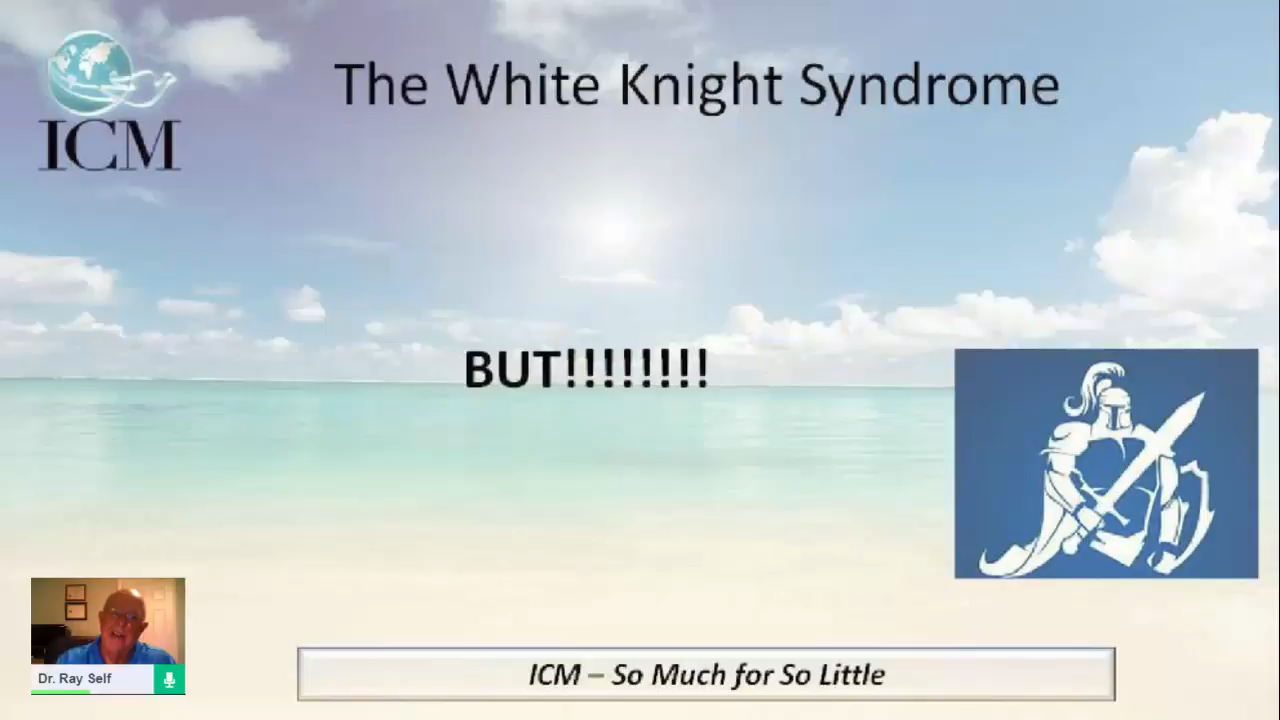 ICM
The White Knight Syndrome
BUT!!!!!!!!
Dr. Ray Self
ICM – So Much for So Little